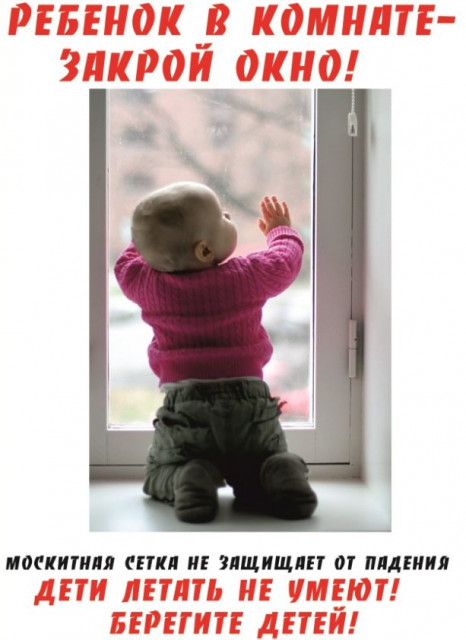 РЕБЕНОК В КОМНАТЕ-
ЗАКРОЙ ОКНО!
МОСКИТНАЯ СЕТКА НЕ ЗАЩИЩАЕТ ОТ ПАДЕНИЯ
ДЕТИ ЛЕТАТЬ НЕ УМЕЮТ!
БЕРЕГИТЕ ДЕТЕЙ!